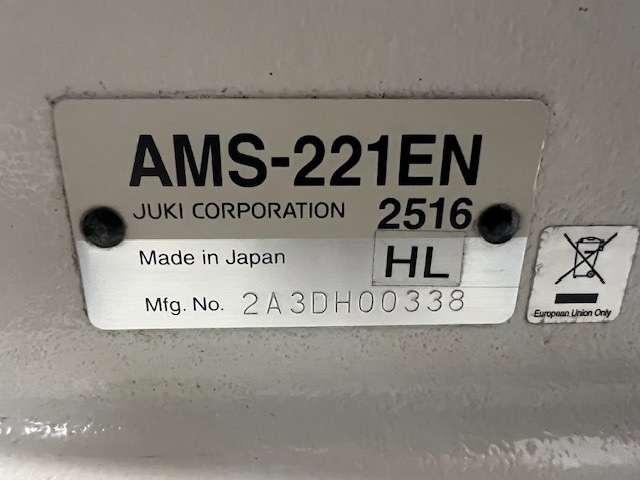 AMS-221EN
JUKI CORPORATION 2516
Made in Japan HL
Mfg. No. 2A3DH00338
European Union Only